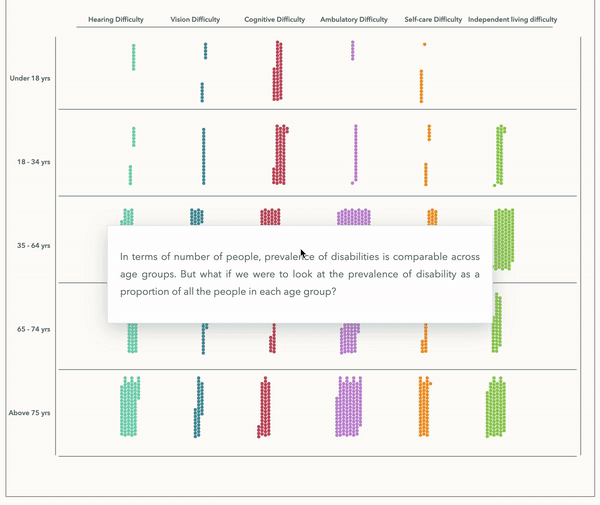 Hearing Difficulty Vision Difficulty Cognitive Difficulty Ambulatory Difficulty Self-care Difficulty Independent living difficulty
Under 18 yrs
18 - 34 yrs
35 - 64 yrs
In terms of number of people, prevalence of disabilities is comparable across
age groups. But what if we were to look at the prevalence of disability as a
proportion of all the people in each age group?
65 - 74 yrs
Above 75 yrs